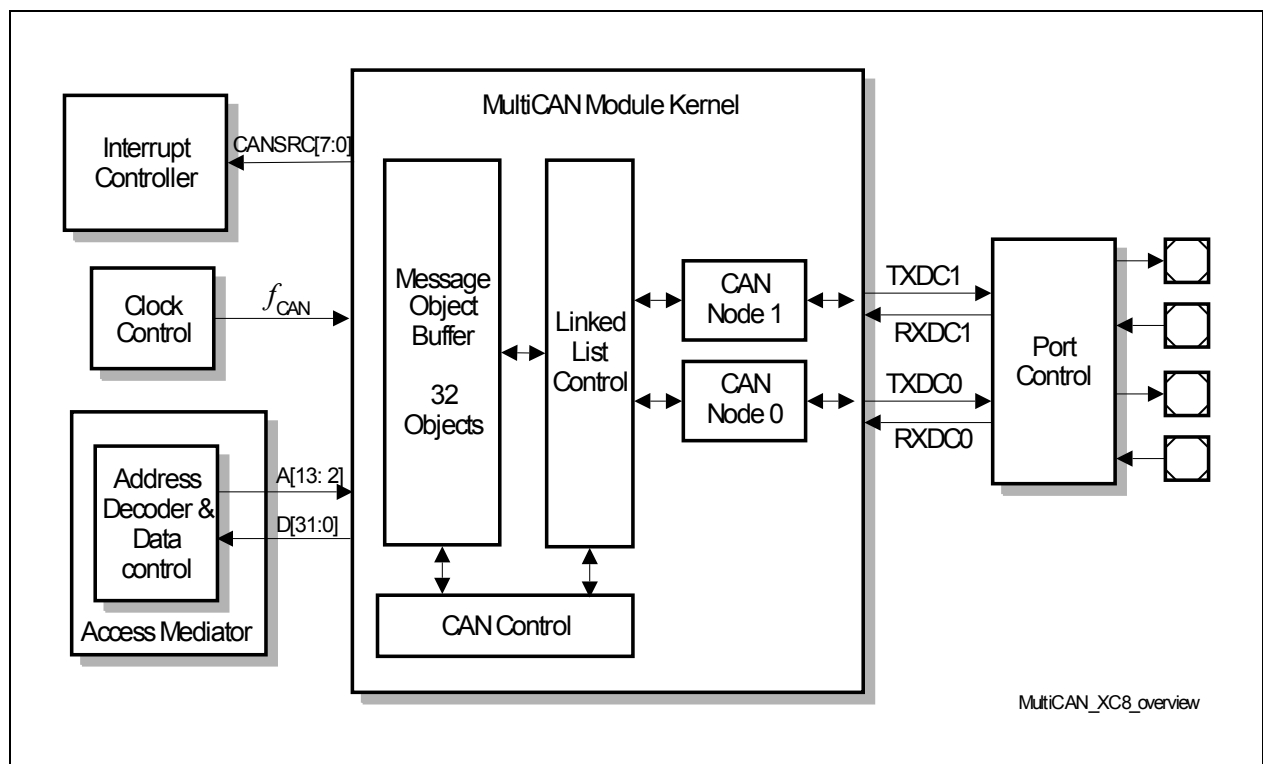 MultiCAN Module Kernel
Interrupt
Controller
CANSRC[7:0]
Clock
Control
fCAN
Address
Decoder &
Data
control
Access Mediator
A[13: 2]
D[31:0]
Message
Object
Buffer
32
Objects
Linked
List
Control
CAN
Node 1
CAN
Node 0
CAN Control
TXDC1
RXDC1
TXDC0
RXDC0
Port
Control
MultiCAN_XC8_overview